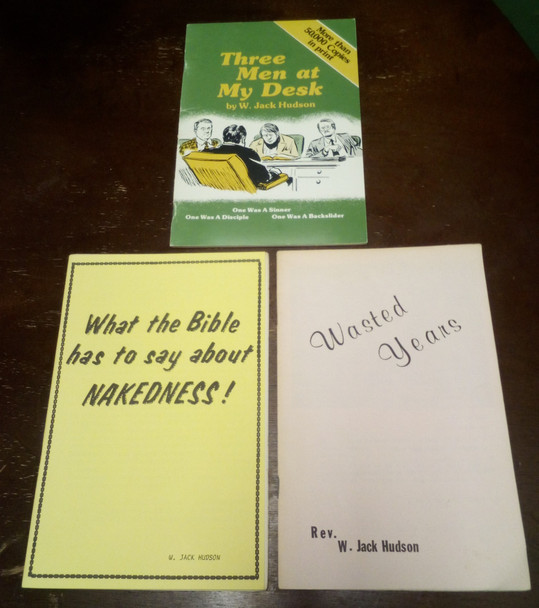 More than
50,000 Copies
in print
Three
Men at
My Desk
by W. Jack Hudson
One Was A Sinner
One Was A Disciple One Was A Backslider
What the Bible
has to say about
NAKEDNESS!
W. JACK HUDSON
Wasted
Years
Rev.
W. Jack Hudson